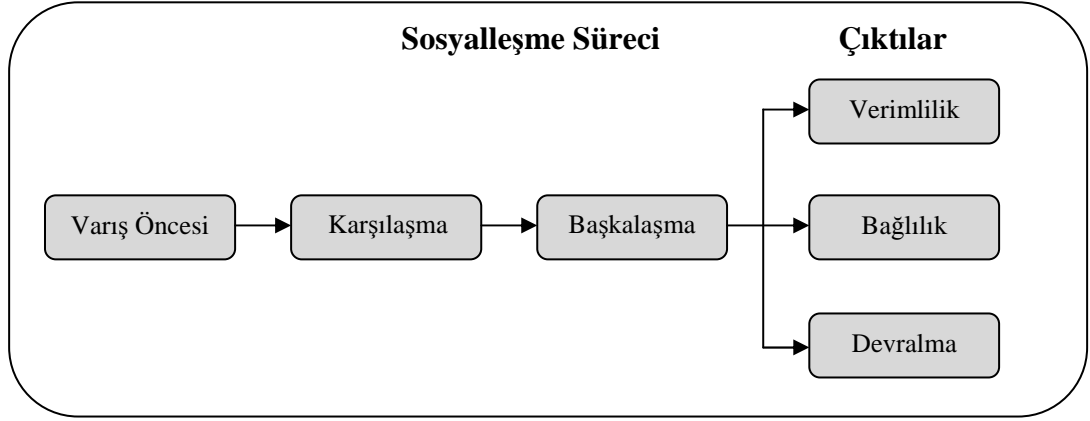 Sosyalleşme Süreci
Çıktılar
Verimlilik
Varış Öncesi
Karşılaşma
Başkalaşma
Bağlılık
Devralma